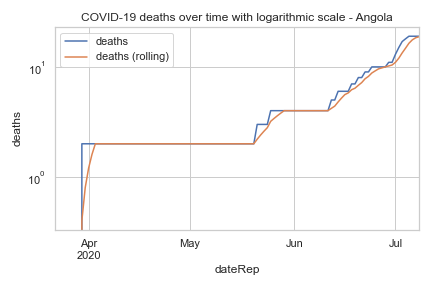 COVID-19 deaths over time with logarithmic scale - Angola
deaths
deaths (rolling)
10¹
10⁰
deaths
Apr
2020
May
Jun
Jul
dateRep